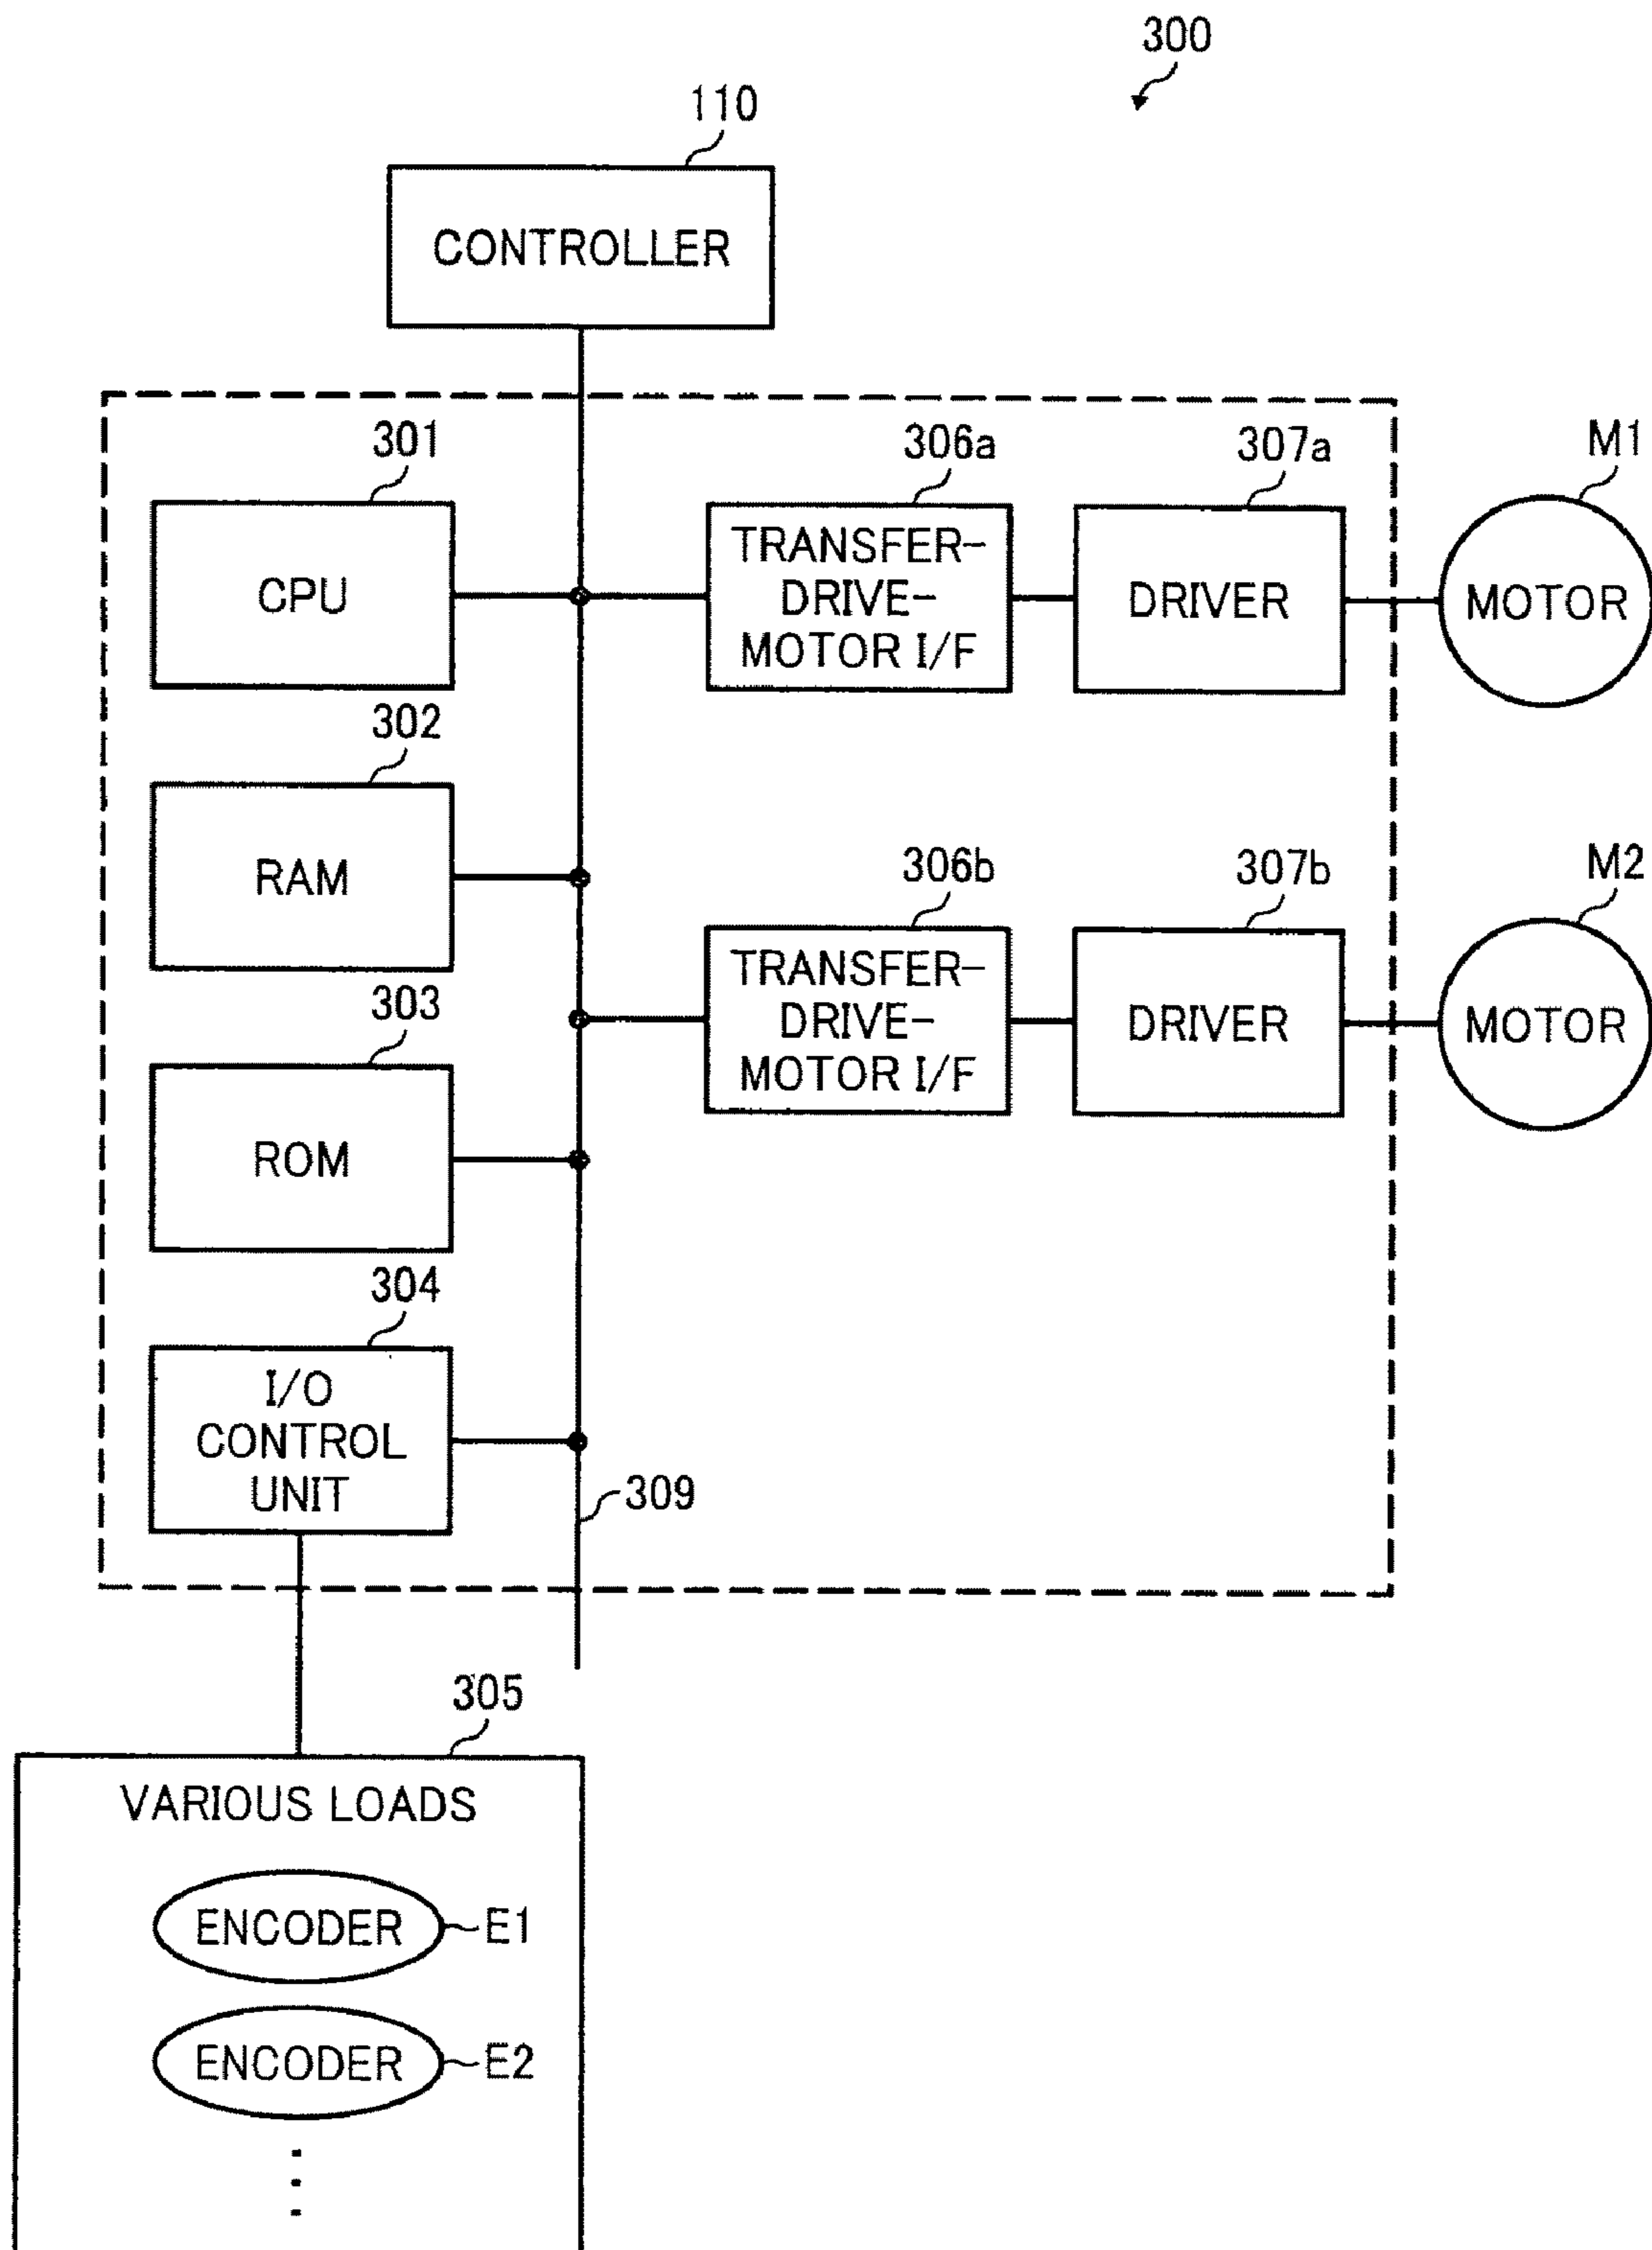 300
110
CONTROLLER
301
306a
307a
M1
CPU
TRANSFER-
DRIVE-
MOTOR I/F
DRIVER
MOTOR
302
RAM
306b
307b
M2
TRANSFER-
DRIVE-
MOTOR I/F
DRIVER
MOTOR
303
ROM
304
I/O
CONTROL
UNIT
309
305
VARIOUS LOADS
ENCODER
E1
ENCODER
E2